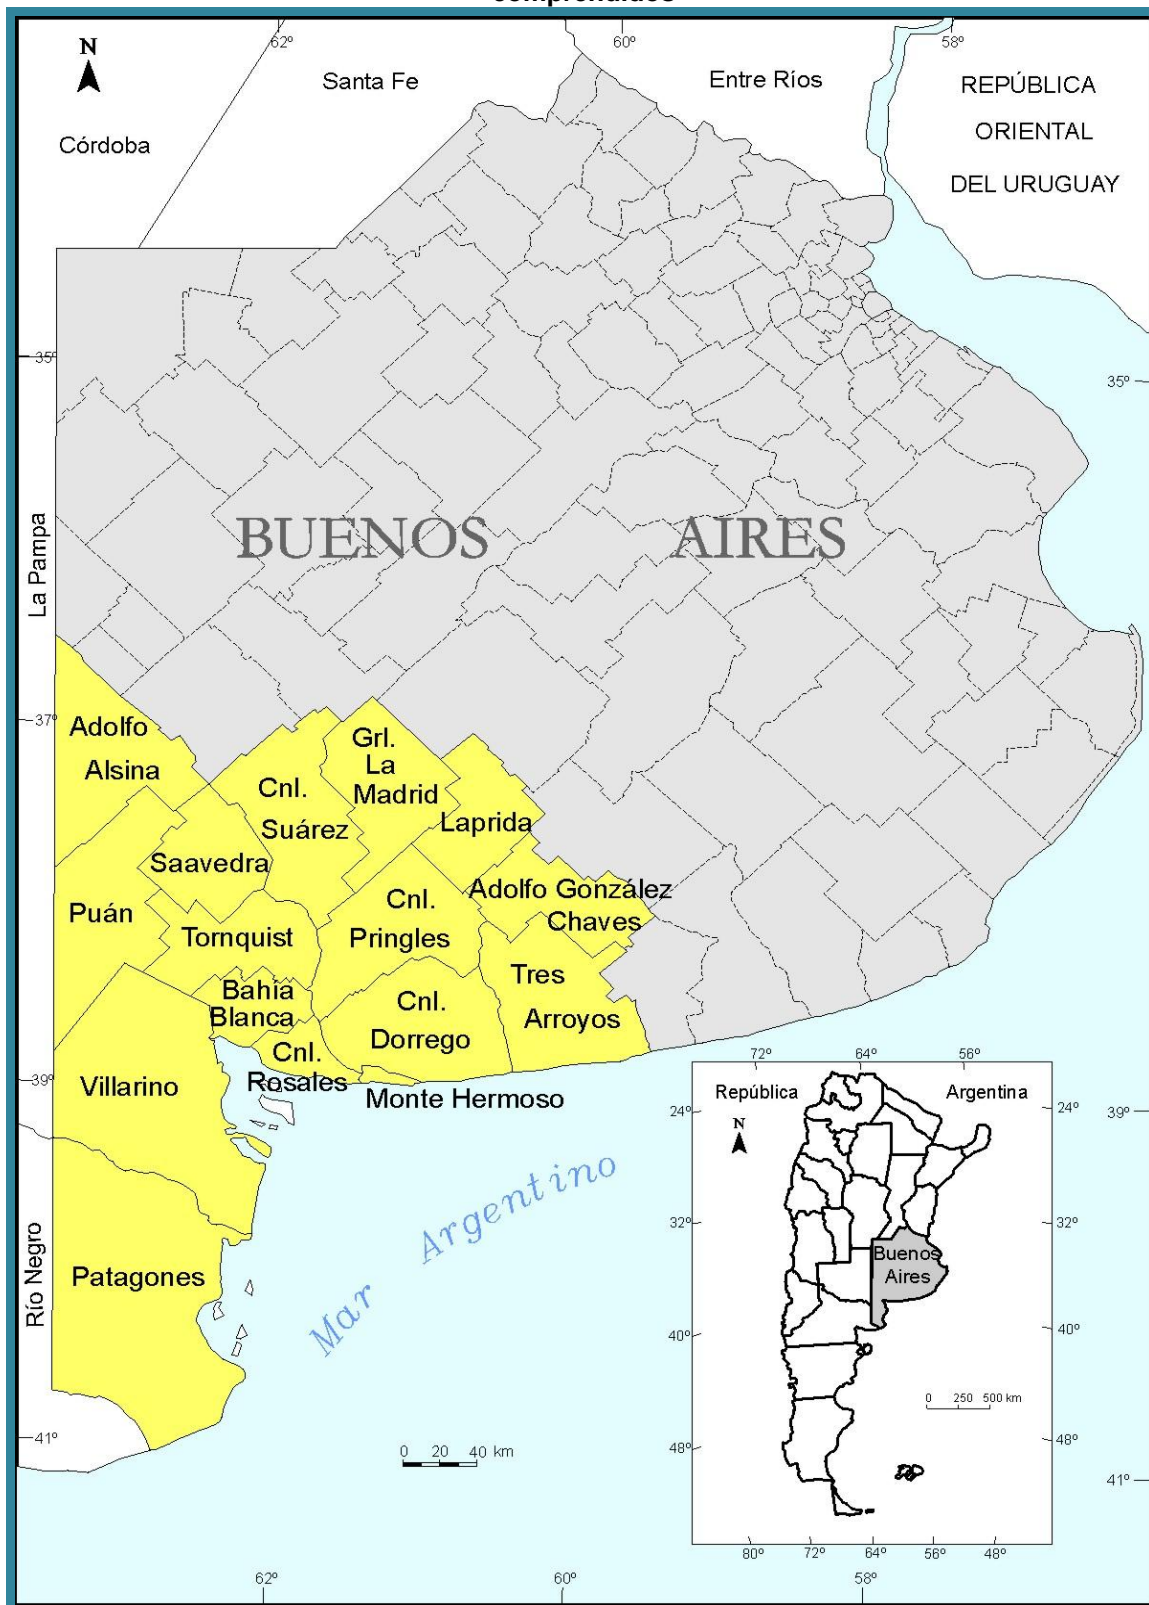 comprendidos
62º
60º
58º
N
Santa Fe
Entre Ríos
REPÚBLICA
ORIENTAL
DEL URUGUAY
Córdoba
35º
35º
BUENOS AIRES
La Pampa
37º
Adolfo
Alsina
Grl.
La
Madrid
Cnl.
Suárez
Laprida
Saavedra
Adolfo González
Chaves
Puán
Cnl.
Pringles
Tornquist
Tres
Arroyos
Bahía
Blanca
Cnl.
Dorrego
Cnl.
Rosales
39º
Villarino
Monte Hermoso
39º
Mar Argentino
Río Negro
Patagones
41º
0 20 40 km
41º
62º
60º
58º
72º
64º
56º
República
Argentina
24º
24º
N
32º
32º
Buenos
Aires
40º
40º
0 250 500 km
48º
48º
80º
72º
64º
56º
48º